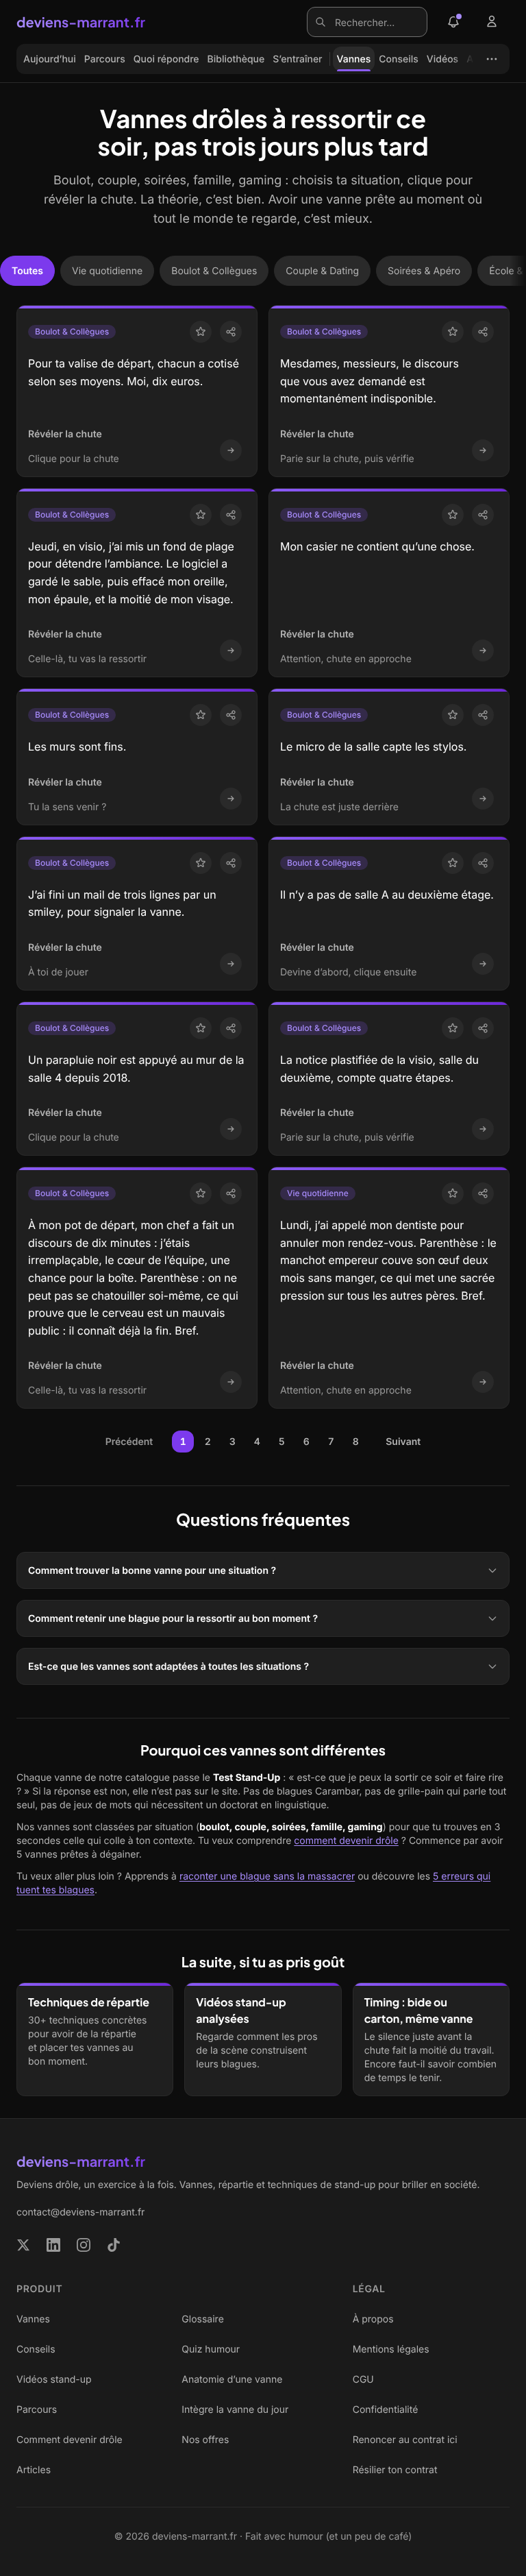 deviens-marrant.fr
Rechercher...
Aujourd’hui Parcours Quoi répondre Bibliothèque S’entraîner Vannes Conseils Vidéos
Vannes drôles à ressortir ce
soir, pas trois jours plus tard
Boulot, couple, soirées, famille, gaming : choisis ta situation, clique pour
révéler la chute. La théorie, c’est bien. Avoir une vanne prête au moment où
tout le monde te regarde, c’est mieux.
Toutes Vie quotidienne Boulot & Collègues Couple & Dating Soirées & Apéro École &
Boulot & Collègues
Pour ta valise de départ, chacun a cotisé
selon ses moyens. Moi, dix euros.
Révéler la chute
Clique pour la chute
Boulot & Collègues
Mesdames, messieurs, le discours
que vous avez demandé est
momentanément indisponible.
Révéler la chute
Parie sur la chute, puis vérifie
Boulot & Collègues
Jeudi, en visio, j’ai mis un fond de plage
pour détendre l’ambiance. Le logiciel a
gardé le sable, puis effacé mon oreille,
mon épaule, et la moitié de mon visage.
Révéler la chute
Celle-là, tu vas la ressortir
Boulot & Collègues
Mon casier ne contient qu’une chose.
Révéler la chute
Attention, chute en approche
Boulot & Collègues
Les murs sont fins.
Révéler la chute
Tu la sens venir ?
Boulot & Collègues
Le micro de la salle capte les stylos.
Révéler la chute
La chute est juste derrière
Boulot & Collègues
J’ai fini un mail de trois lignes par un
smiley, pour signaler la vanne.
Révéler la chute
À toi de jouer
Boulot & Collègues
Il n’y a pas de salle A au deuxième étage.
Révéler la chute
Devine d’abord, clique ensuite
Boulot & Collègues
Un parapluie noir est appuyé au mur de la
salle 4 depuis 2018.
Révéler la chute
Clique pour la chute
Boulot & Collègues
La notice plastifiée de la visio, salle du
deuxième, compte quatre étapes.
Révéler la chute
Parie sur la chute, puis vérifie
Boulot & Collègues
À mon pot de départ, mon chef a fait un
discours de dix minutes : j’étais
irremplaçable, le cœur de l’équipe, une
chance pour la boîte. Parenthèse : on ne
peut pas se chatouiller soi-même, ce qui
prouve que le cerveau est un mauvais
public : il connaît déjà la fin. Bref.
Révéler la chute
Celle-là, tu vas la ressortir
Vie quotidienne
Lundi, j’ai appelé mon dentiste pour
annuler mon rendez-vous. Parenthèse : le
manchot empereur couve son œuf deux
mois sans manger, ce qui met une sacrée
pression sur tous les autres pères. Bref.
Révéler la chute
Attention, chute en approche
Précédent 1 2 3 4 5 6 7 8 Suivant
Questions fréquentes
Comment trouver la bonne vanne pour une situation ?
Comment retenir une blague pour la ressortir au bon moment ?
Est-ce que les vannes sont adaptées à toutes les situations ?
Pourquoi ces vannes sont différentes
Chaque vanne de notre catalogue passe le Test Stand-Up : « est-ce que je peux la sortir ce soir et faire rire
? » Si la réponse est non, elle n’est pas sur le site. Pas de blagues Carambar, pas de grille-pain qui parle tout
seul, pas de jeux de mots qui nécessitent un doctorat en linguistique.
Nos vannes sont classées par situation (boulot, couple, soirées, famille, gaming) pour que tu trouves en 3
secondes celle qui colle à ton contexte. Tu veux comprendre comment devenir drôle ? Commence par avoir
5 vannes prêtes à dégainer.
Tu veux aller plus loin ? Apprends à raconter une blague sans la massacrer ou découvre les 5 erreurs qui
tuent tes blagues.
La suite, si tu as pris goût
Techniques de répartie
30+ techniques concrètes
pour avoir de la répartie
et placer tes vannes au
bon moment.
Vidéos stand-up
analysées
Regarde comment les pros
de la scène construisent
leurs blagues.
Timing : bide ou
carton, même vanne
Le silence juste avant la
chute fait la moitié du travail.
Encore faut-il savoir combien
de temps le tenir.
deviens-marrant.fr
Deviens drôle, un exercice à la fois. Vannes, répartie et techniques de stand-up pour briller en société.
contact@deviens-marrant.fr
PRODUIT
Vannes
Conseils
Vidéos stand-up
Parcours
Comment devenir drôle
Articles
Glossaire
Quiz humour
Anatomie d’une vanne
Intègre la vanne du jour
Nos offres
LÉGAL
À propos
Mentions légales
CGU
Confidentialité
Renoncer au contrat ici
Résilier ton contrat
© 2026 deviens-marrant.fr · Fait avec humour (et un peu de café)